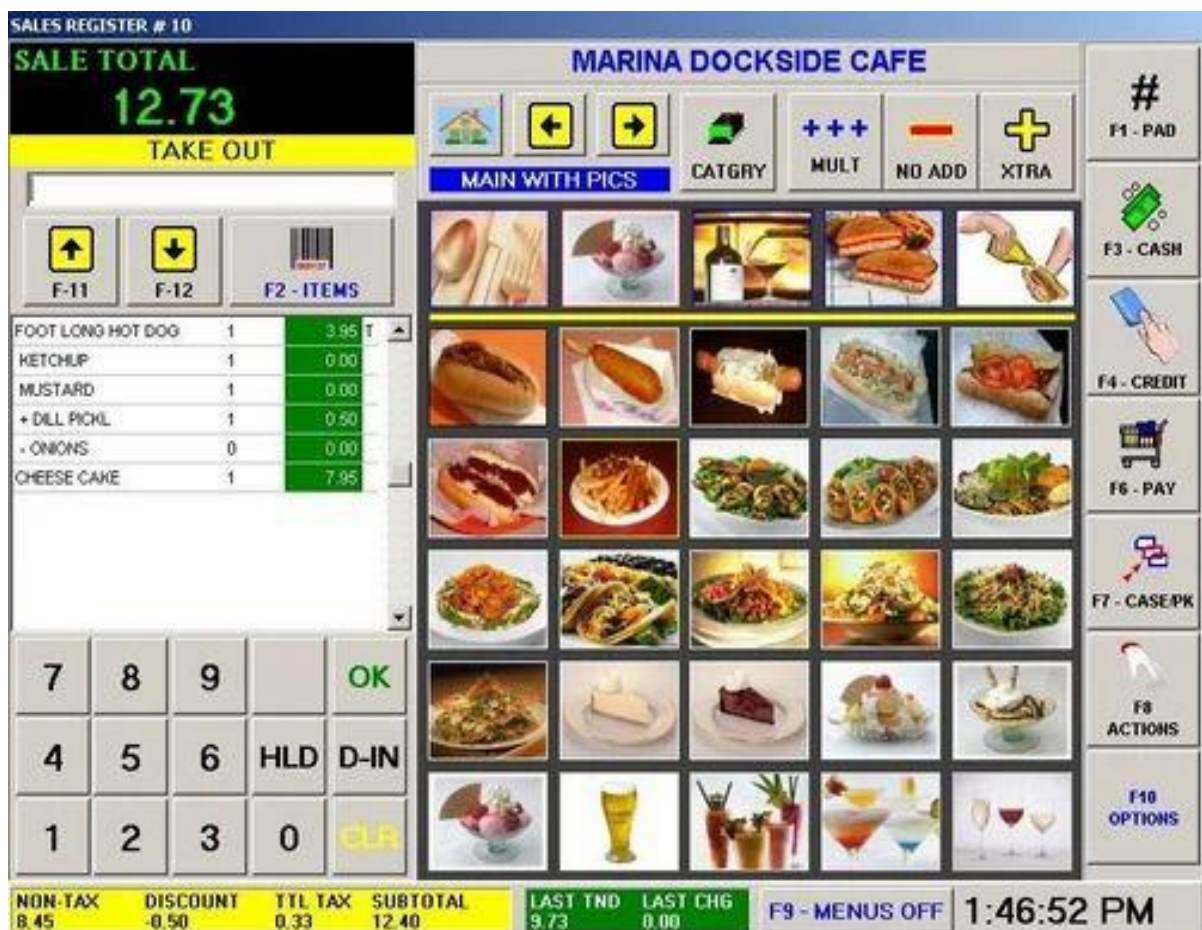 SALES REGISTER # 10
SALE TOTAL
12.73
TAKE OUT
F-11
F-12
F2 - ITEMS
FOOT LONG HOT DOG 1 3.95 T
KETCHUP 1 0.00
MUSTARD 1 0.00
+ DILL PICKL 1 0.50
- ONIONS 0 0.00
CHEESE CAKE 1 7.95
7 8 9 OK
4 5 6 HLD D-IN
1 2 3 0 CLR
MARINA DOCKSIDE CAFE
MAIN WITH PICS
CATGRY
+++
MULT
NO ADD
XTRA
#
F1 - PAD
F3 - CASH
F4 - CREDIT
F6 - PAY
F7 - CASE/PK
F8
ACTIONS
F10
OPTIONS
NON-TAX DISCOUNT TTL TAX SUBTOTAL
8.45 -0.50 0.33 12.40
LAST TND LAST CHG
9.73 0.00
F9 - MENUS OFF
1:46:52 PM